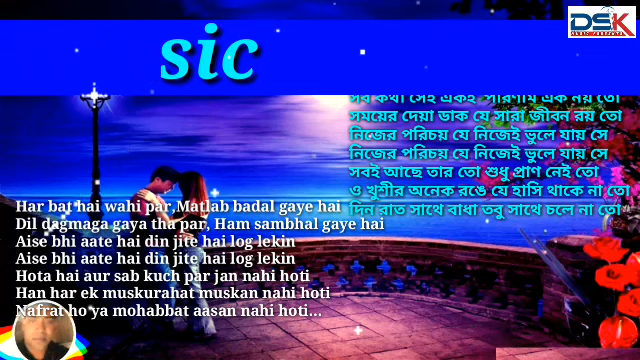 sic
DSK
সব কথা সেই একই পরিণাম এক নয় তো
সময়ের দেয়া ডাক যে সারা জীবন রয় তো
নিজের পরিচয় যে নিজেই ভুলে যায় সে
নিজের পরিচয় যে নিজেই ভুলে যায় সে
সবই আছে তার তো শুধু প্রাণ নেই তো
ও খুশীর অনেক রঙে যে হাসি থাকে না তো
দিন রাত সাথে বাধা তবু সাথে চলে না তো
Har bat hai wahi par,Matlab badal gaye hai
Dil dagmaga gaya tha par, Ham sambhal gaye hai
Aise bhi aate hai din jite hai log lekin
Aise bhi aate hai din jite hai log lekin
Hota hai aur sab kuch par jan nahi hoti
Han har ek muskurahat muskan nahi hoti
Nafrat ho ya mohabbat aasan nahi hoti...